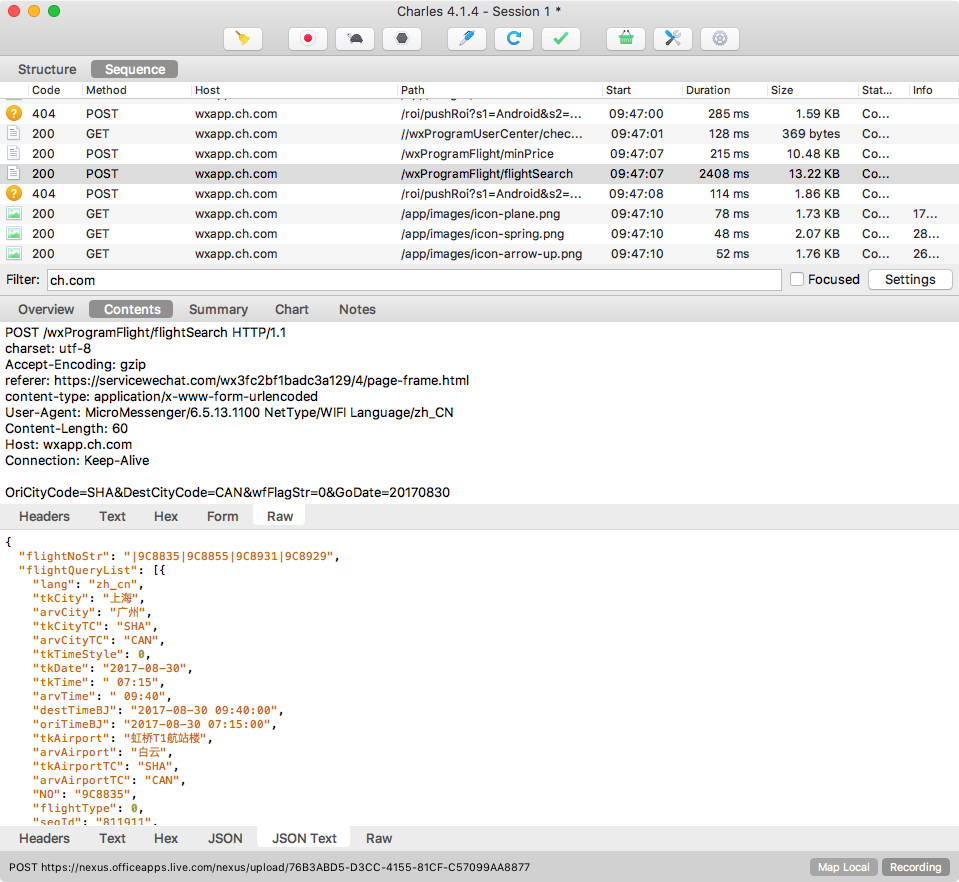 Charles 4.1.4 - Session 1 *
Structure Sequence
Code Method Host Path Start Duration Size Stat... Info
404 POST wxapp.ch.com /roi/pushRoi?s1=Android&s2=... 09:47:00 285 ms 1.59 KB Co...
200 GET wxapp.ch.com //wxProgramUserCenter/chec... 09:47:01 128 ms 369 bytes Co...
200 POST wxapp.ch.com /wxProgramFlight/minPrice 09:47:07 215 ms 10.48 KB Co...
200 POST wxapp.ch.com /wxProgramFlight/flightSearch 09:47:07 2408 ms 13.22 KB Co...
404 POST wxapp.ch.com /roi/pushRoi?s1=Android&s2=... 09:47:08 114 ms 1.86 KB Co...
200 GET wxapp.ch.com /app/images/icon-plane.png 09:47:10 78 ms 1.73 KB Co... 17...
200 GET wxapp.ch.com /app/images/icon-spring.png 09:47:10 48 ms 2.07 KB Co... 28...
200 GET wxapp.ch.com /app/images/icon-arrow-up.png 09:47:10 52 ms 1.76 KB Co... 26...
Filter: ch.com Focused Settings
Overview Contents Summary Chart Notes
POST /wxProgramFlight/flightSearch HTTP/1.1
charset: utf-8
Accept-Encoding: gzip
referer: https://servicewechat.com/wx3fc2bf1badc3a129/4/page-frame.html
content-type: application/x-www-form-urlencoded
User-Agent: MicroMessenger/6.5.13.1100 NetType/WIFI Language/zh_CN
Content-Length: 60
Host: wxapp.ch.com
Connection: Keep-Alive
OriCityCode=SHA&DestCityCode=CAN&wfFlagStr=0&GoDate=20170830
Headers Text Hex Form Raw
{
"flightNoStr": "|9C8835|9C8855|9C8931|9C8929",
"flightQueryList": [{
"lang": "zh_cn",
"tkCity": "上海",
"arvCity": "广州",
"tkCityTC": "SHA",
"arvCityTC": "CAN",
"tkTimeStyle": 0,
"tkDate": "2017-08-30",
"tkTime": " 07:15",
"arvTime": " 09:40",
"destTimeBJ": "2017-08-30 09:40:00",
"oriTimeBJ": "2017-08-30 07:15:00",
"tkAirport": "虹桥T1航站楼",
"arvAirport": "白云",
"tkAirportTC": "SHA",
"arvAirportTC": "CAN",
"NO": "9C8835",
"flightType": 0,
"segId": "811911",
Headers Text Hex JSON JSON Text Raw
POST https://nexus.officeapps.live.com/nexus/upload/76B3ABD5-D3CC-4155-81CF-C57099AA8877 Map Local Recording